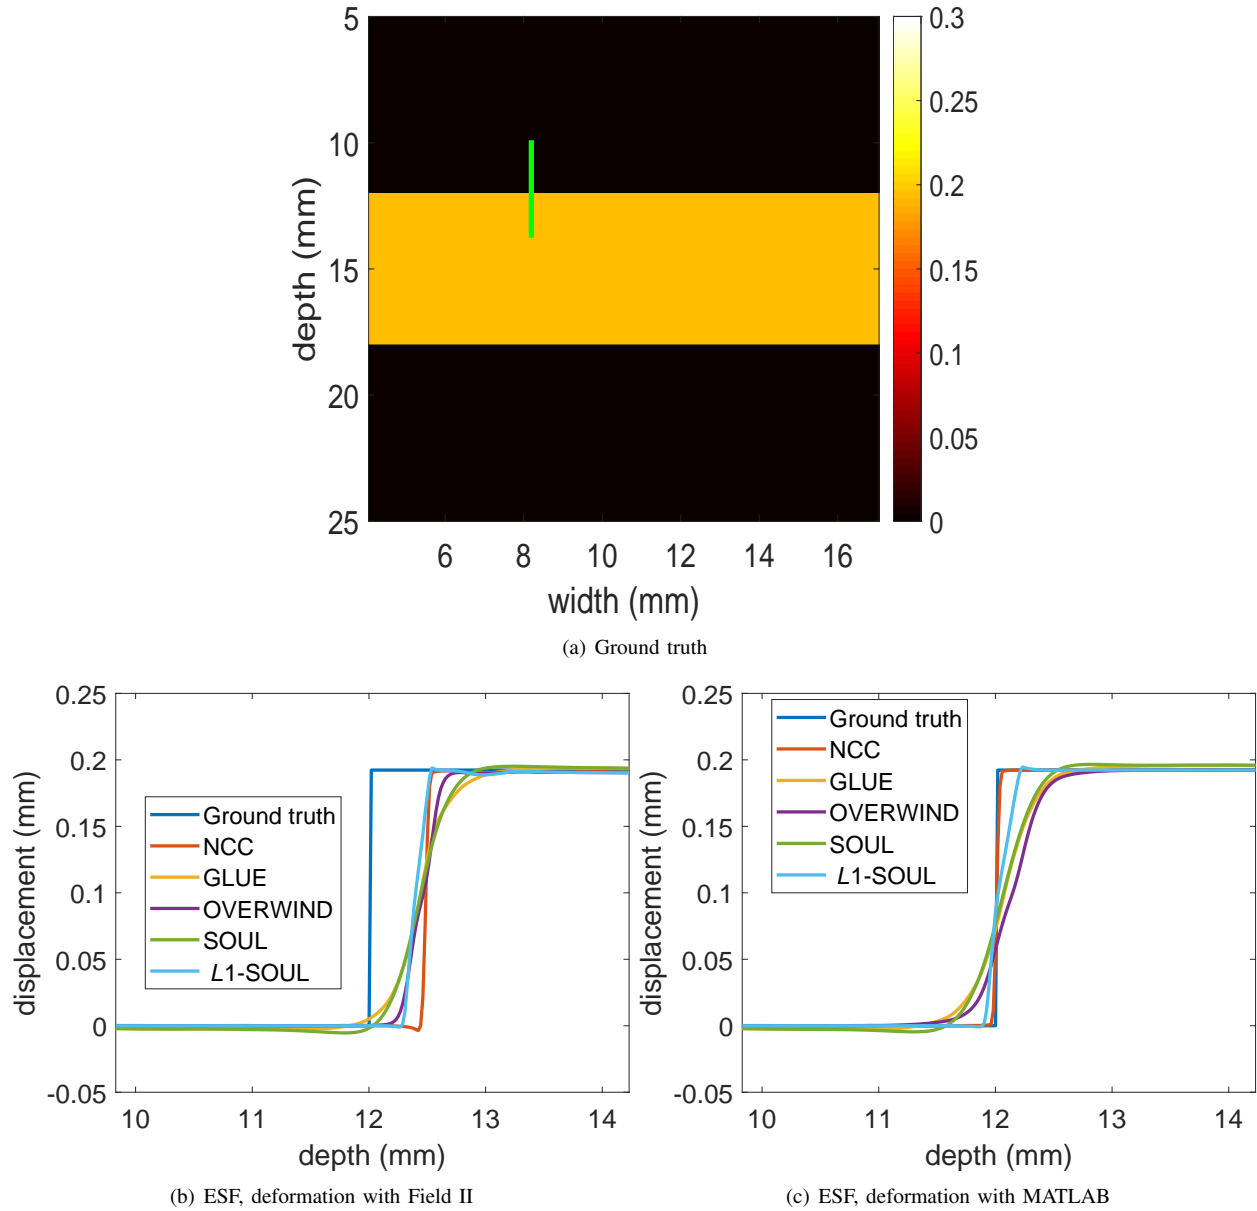 5
10
15
20
25
depth (mm)
6
8
10
12
14
16
width (mm)
0.3
0.25
0.2
0.15
0.1
0.05
0
(a) Ground truth
0.25
0.2
0.15
0.1
0.05
0
-0.05
displacement (mm)
Ground truth
NCC
GLUE
OVERWIND
SOUL
L1-SOUL
10
11
12
13
14
depth (mm)
(b) ESF, deformation with Field II
0.25
0.2
0.15
0.1
0.05
0
-0.05
displacement (mm)
Ground truth
NCC
GLUE
OVERWIND
SOUL
L1-SOUL
10
11
12
13
14
depth (mm)
(c) ESF, deformation with MATLAB